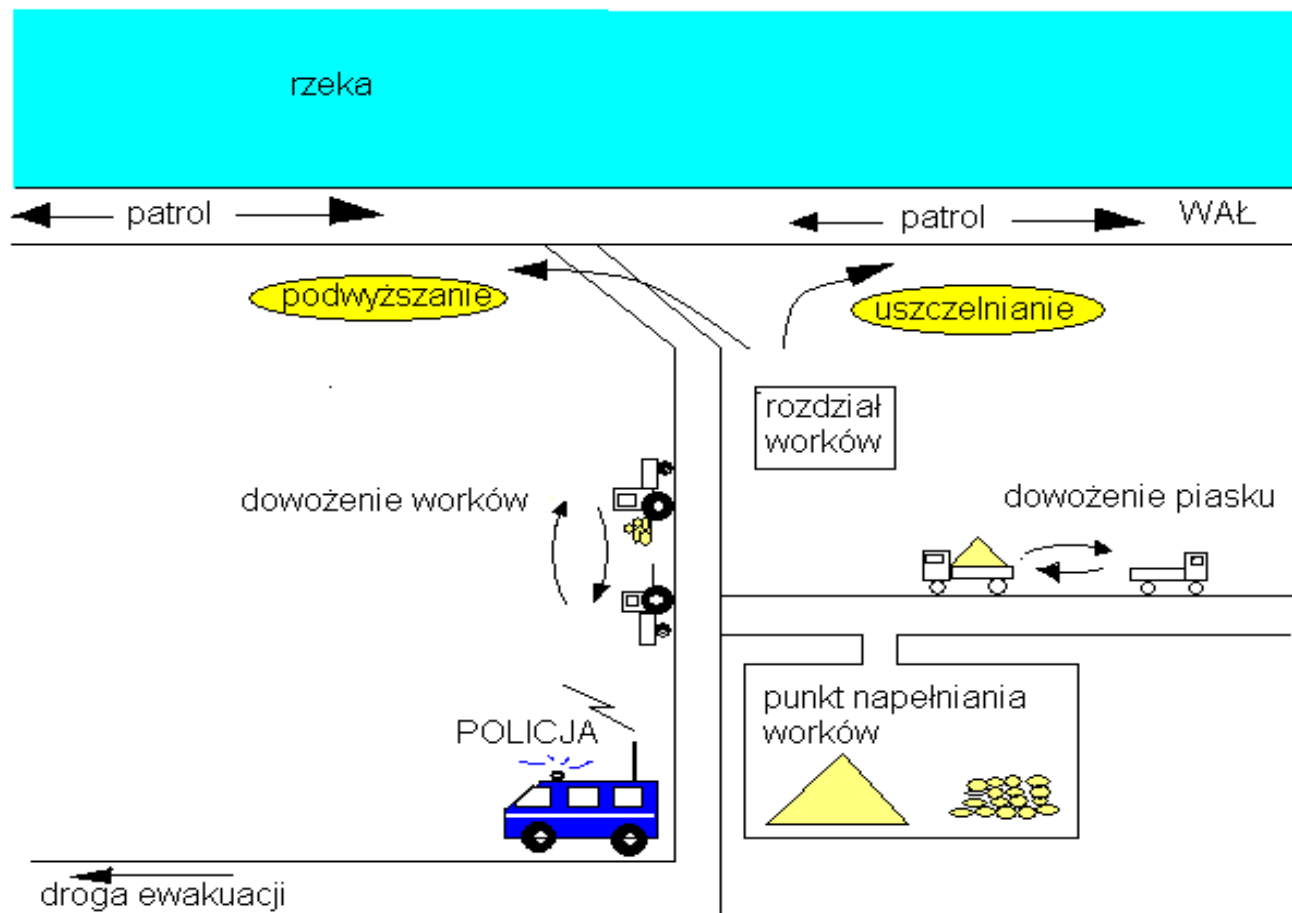 rzeka
patrol
patrol
WAŁ
podwyższanie
uszczelnianie
rozdział
worków
dowożenie worków
dowożenie piasku
punkt napełniania
worków
POLICJA
droga ewakuacji